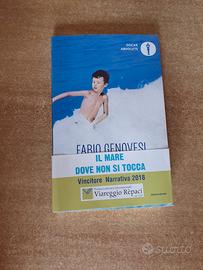 OSCAR
ABSOLUTE
FABIO GENOVESI
IL MARE
DOVE NON SI TOCCA
Vincitore Narrativa 2018
Viareggio Rèpaci
subito